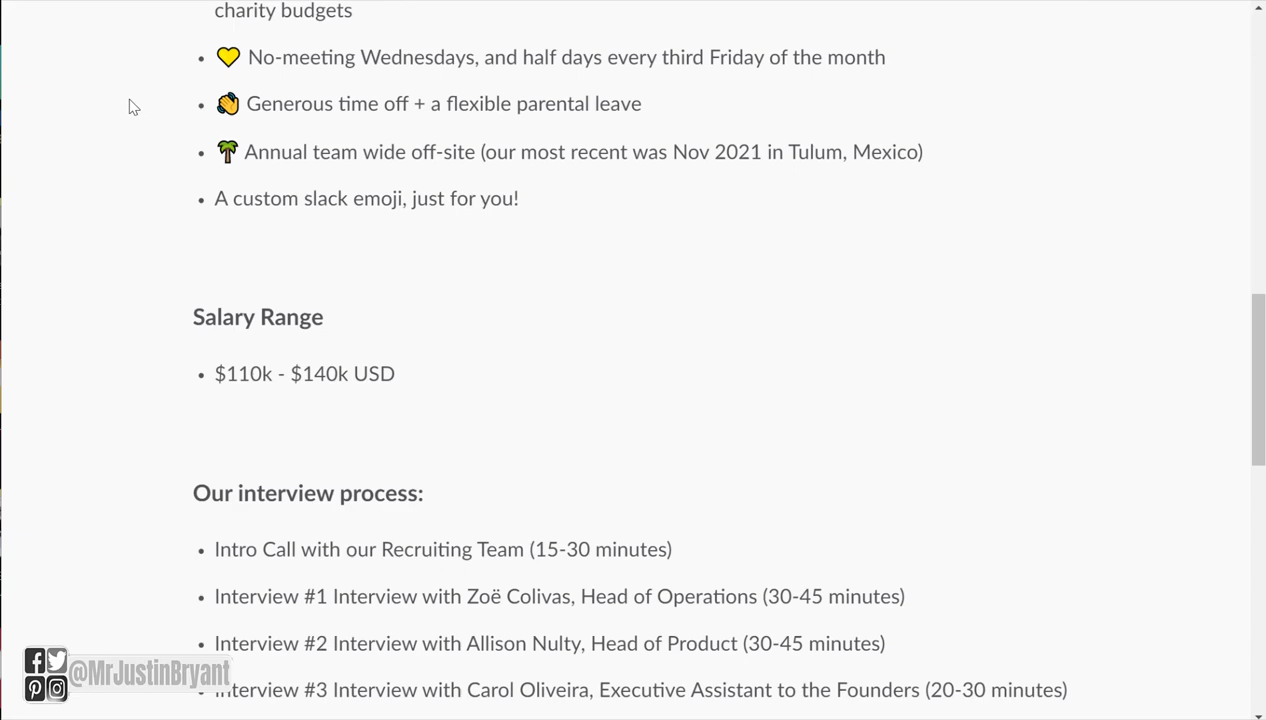 charity budgets
• 💛 No-meeting Wednesdays, and half days every third Friday of the month
• 👋 Generous time off + a flexible parental leave
• 🌴 Annual team wide off-site (our most recent was Nov 2021 in Tulum, Mexico)
• A custom slack emoji, just for you!
Salary Range
• $110k - $140k USD
Our interview process:
• Intro Call with our Recruiting Team (15-30 minutes)
• Interview #1 Interview with Zoë Colivas, Head of Operations (30-45 minutes)
• Interview #2 Interview with Allison Nulty, Head of Product (30-45 minutes)
@MrJustinBryant
• Interview #3 Interview with Carol Oliveira, Executive Assistant to the Founders (20-30 minutes)